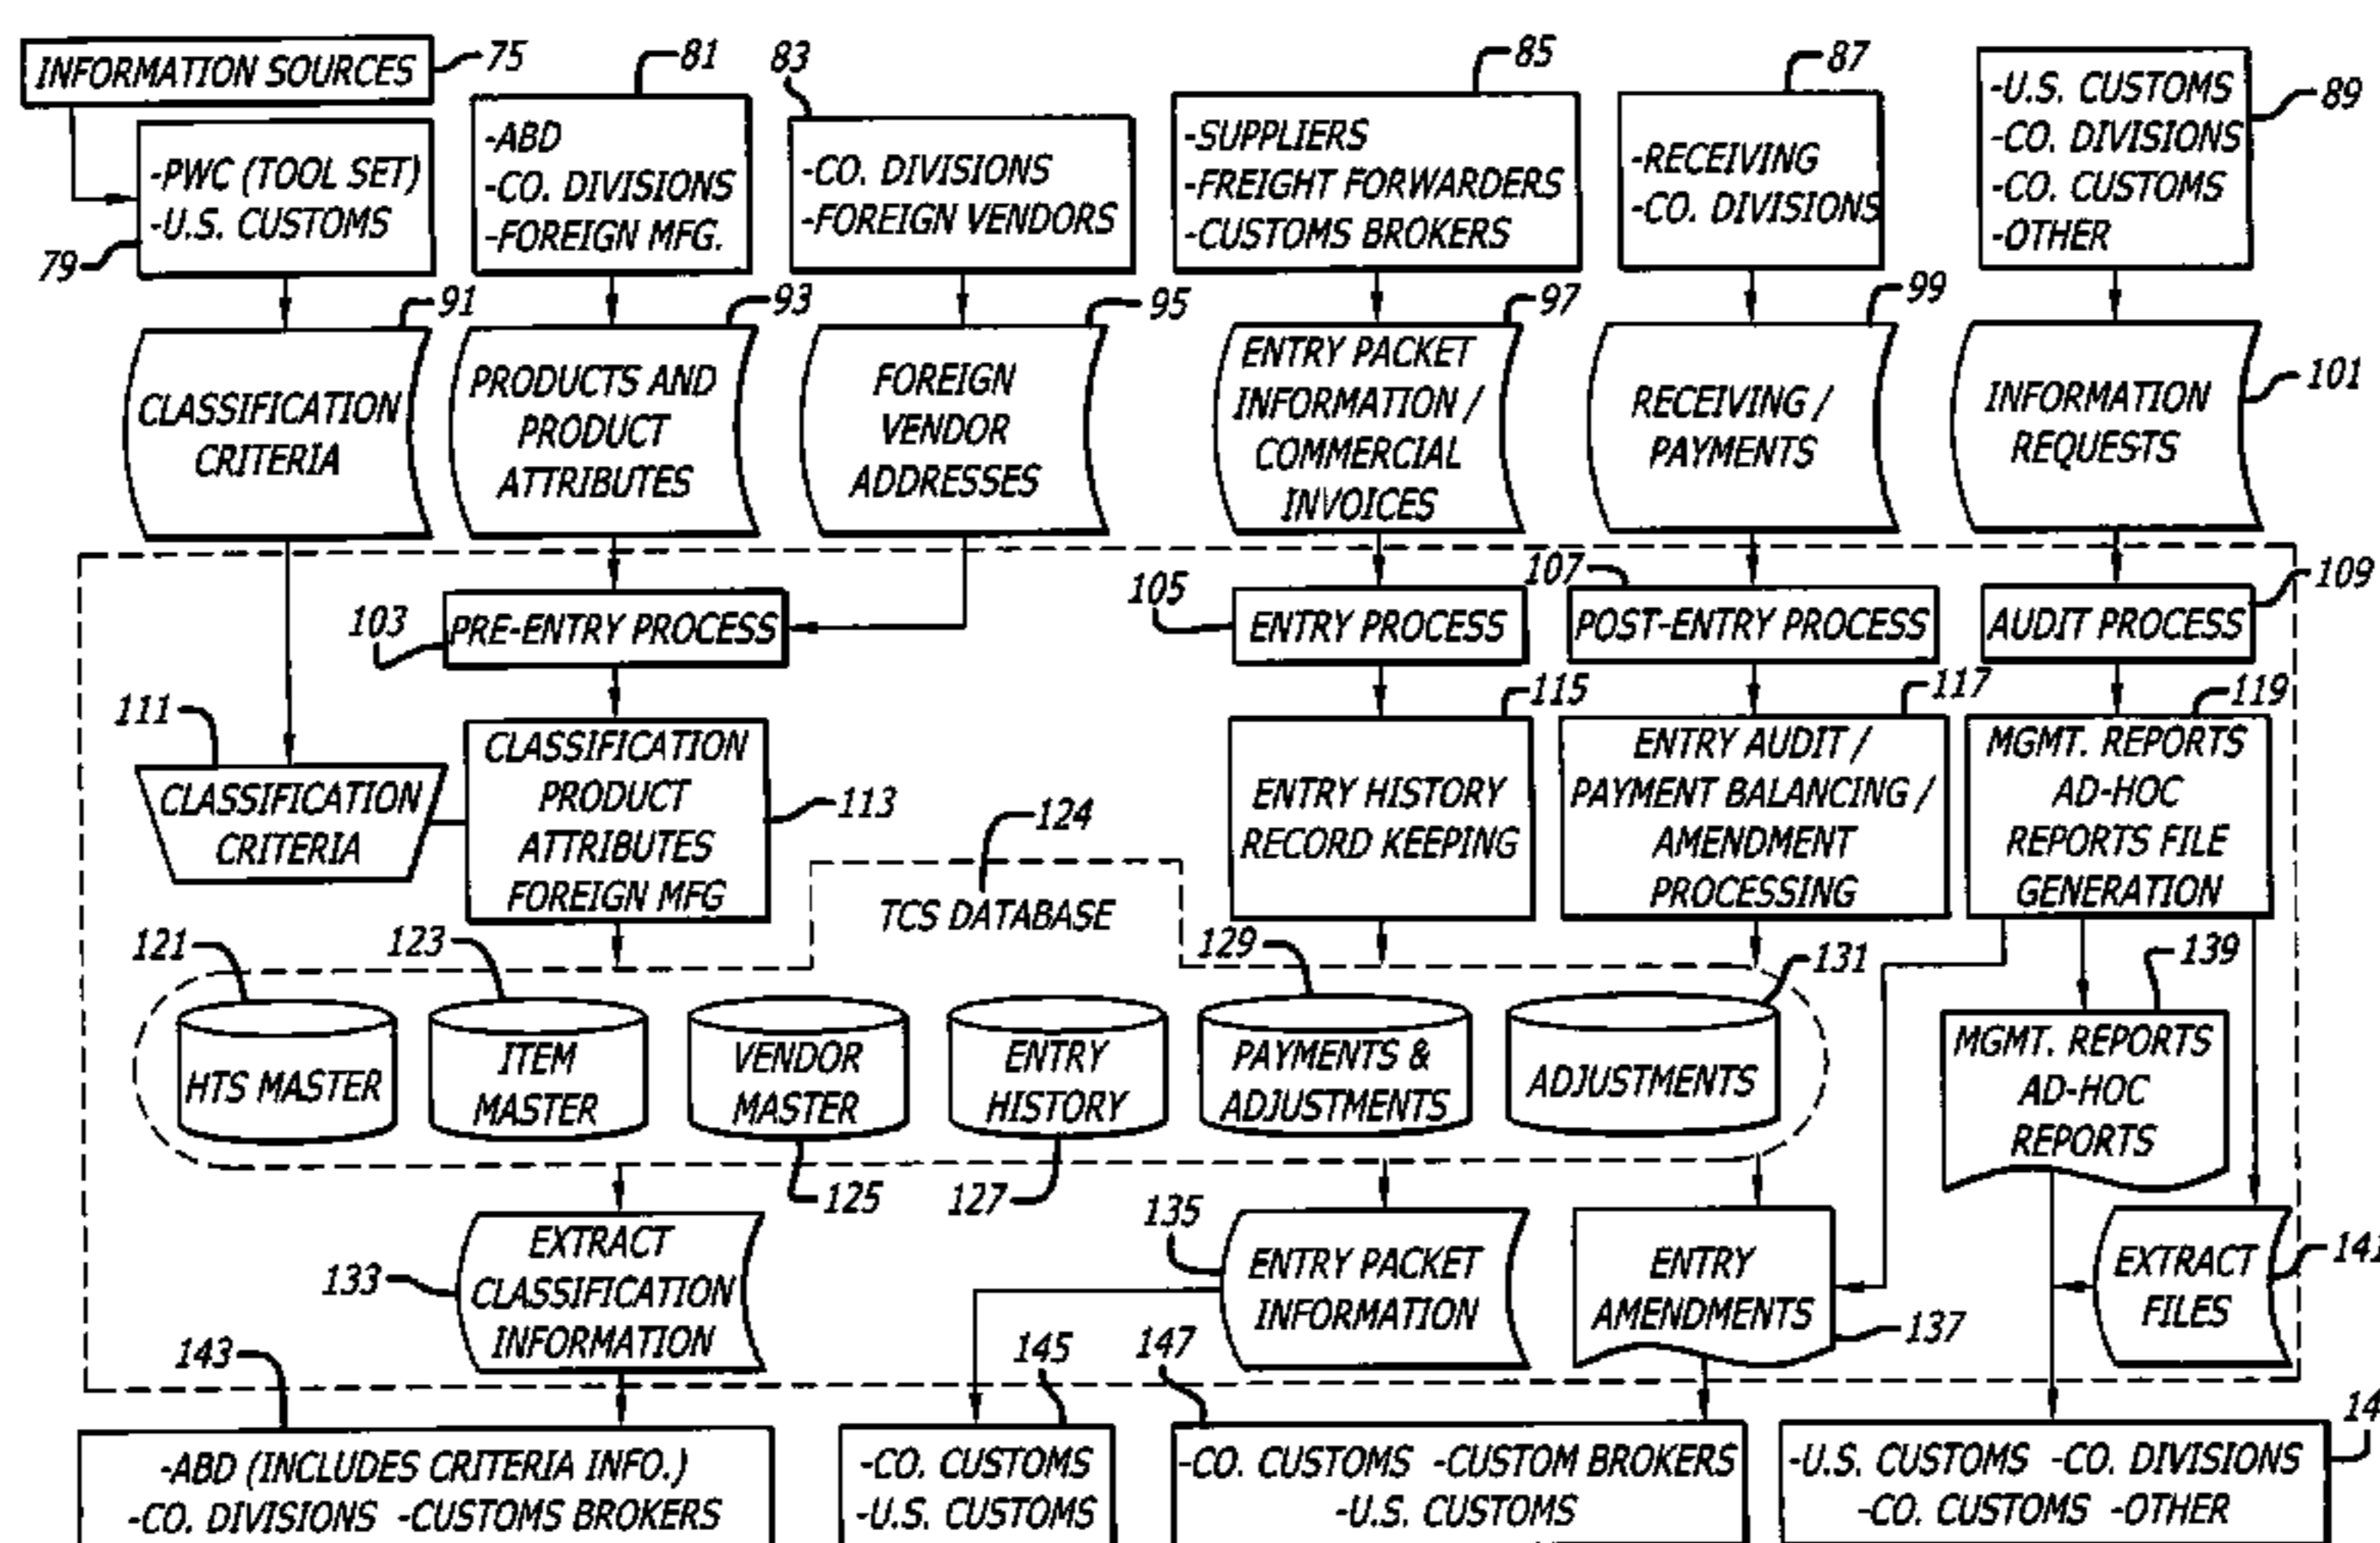 INFORMATION SOURCES
75
-PWC (TOOL SET)
-U.S. CUSTOMS
79
81
-ABD
-CO. DIVISIONS
-FOREIGN MFG.
83
-CO. DIVISIONS
-FOREIGN VENDORS
85
-SUPPLIERS
-FREIGHT FORWARDERS
-CUSTOMS BROKERS
87
-RECEIVING
-CO. DIVISIONS
89
-U.S. CUSTOMS
-CO. DIVISIONS
-CO. CUSTOMS
-OTHER
91
CLASSIFICATION
CRITERIA
93
PRODUCTS AND
PRODUCT
ATTRIBUTES
95
FOREIGN
VENDOR
ADDRESSES
97
ENTRY PACKET
INFORMATION /
COMMERCIAL
INVOICES
99
RECEIVING /
PAYMENTS
101
INFORMATION
REQUESTS
103
PRE-ENTRY PROCESS
105
ENTRY PROCESS
107
POST-ENTRY PROCESS
109
AUDIT PROCESS
111
CLASSIFICATION
CRITERIA
CLASSIFICATION
PRODUCT
ATTRIBUTES
FOREIGN MFG
113
115
ENTRY HISTORY
RECORD KEEPING
117
ENTRY AUDIT /
PAYMENT BALANCING /
AMENDMENT
PROCESSING
119
MGMT. REPORTS
AD-HOC
REPORTS FILE
GENERATION
124
TCS DATABASE
121
HTS MASTER
123
ITEM
MASTER
VENDOR
MASTER
125
ENTRY
HISTORY
127
129
PAYMENTS &
ADJUSTMENTS
131
ADJUSTMENTS
139
MGMT. REPORTS
AD-HOC
REPORTS
133
EXTRACT
CLASSIFICATION
INFORMATION
135
ENTRY PACKET
INFORMATION
ENTRY
AMENDMENTS
137
EXTRACT
FILES
141
143
-ABD (INCLUDES CRITERIA INFO.)
-CO. DIVISIONS -CUSTOMS BROKERS
145
-CO. CUSTOMS
-U.S. CUSTOMS
147
-CO. CUSTOMS -CUSTOM BROKERS
-U.S. CUSTOMS
-U.S. CUSTOMS -CO. DIVISIONS
-CO. CUSTOMS -OTHER